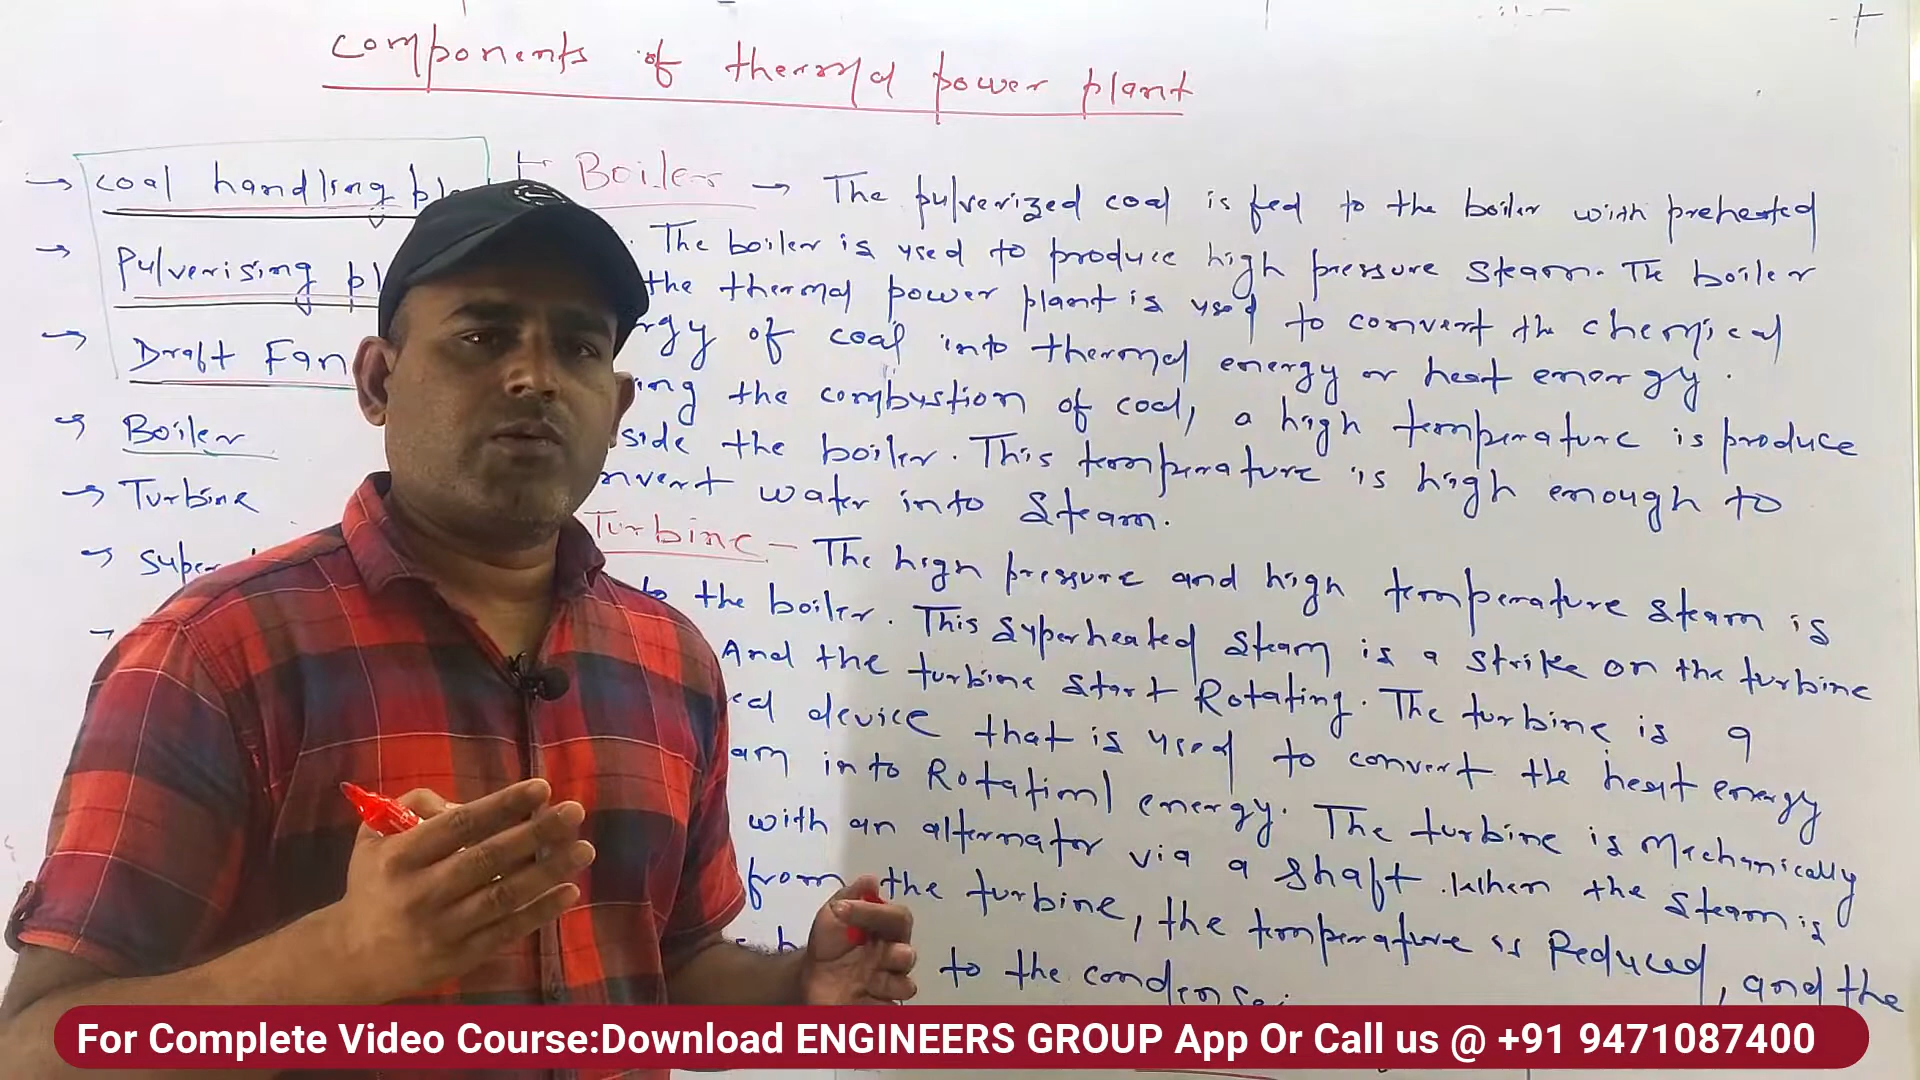 Components of thermal power plant
→ Coal handling
→ Pulverising
→ Draft Fan
→ Boiler
→ Turbine
→ Super
Boiler → The pulverized coal is fed to the boiler with preheated
The boiler is used to produce high pressure steam. The boiler
the thermal power plant is used to convert the chemical
of coal into thermal energy or heat energy.
the combustion of coal, a high temperature is produce
side the boiler. This temperature is high enough to
nvert water into steam.
Turbine - The high pressure and high temperature steam is
to the boiler. This superheated steam is a strike on the turbine
And the turbine start Rotating. The turbine is a
ed device that is used to convert the heat energy
am into Rotational energy. The turbine is Mechanically
with an alternator via a shaft. When the steam is
from the turbine, the temperature is Reduced, and the
to the condenser
For Complete Video Course:Download ENGINEERS GROUP App Or Call us @ +91 9471087400